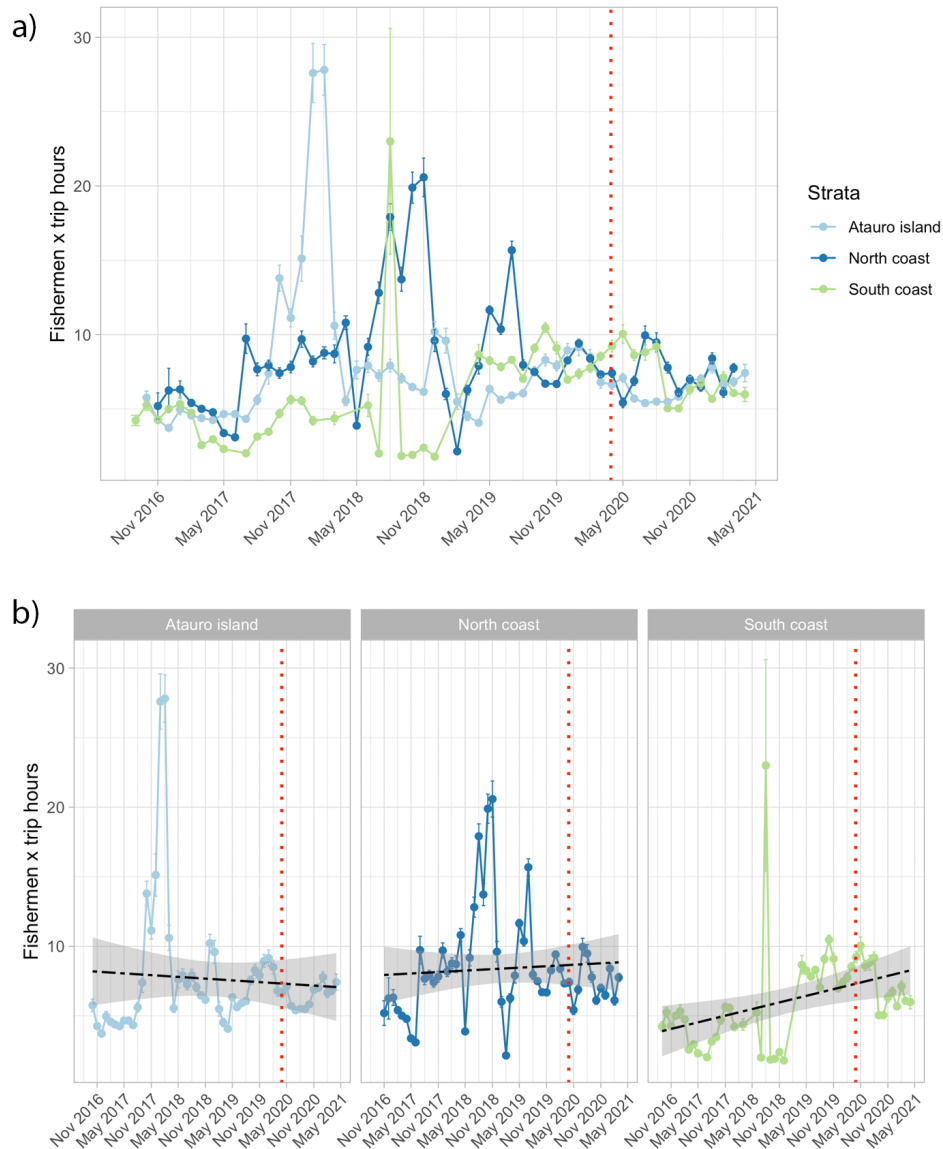 a)
30
20
10
Fishermen x trip hours
Nov 2016
May 2017
Nov 2017
May 2018
Nov 2018
May 2019
Nov 2019
May 2020
Nov 2020
May 2021
Strata
Atauro island
North coast
South coast
b)
Atauro island
North coast
South coast
30
20
10
Fishermen x trip hours
Nov 2016
May 2017
Nov 2017
May 2018
Nov 2018
May 2019
Nov 2019
May 2020
Nov 2020
May 2021
Nov 2016
May 2017
Nov 2017
May 2018
Nov 2018
May 2019
Nov 2019
May 2020
Nov 2020
May 2021
Nov 2016
May 2017
Nov 2017
May 2018
Nov 2018
May 2019
Nov 2019
May 2020
Nov 2020
May 2021